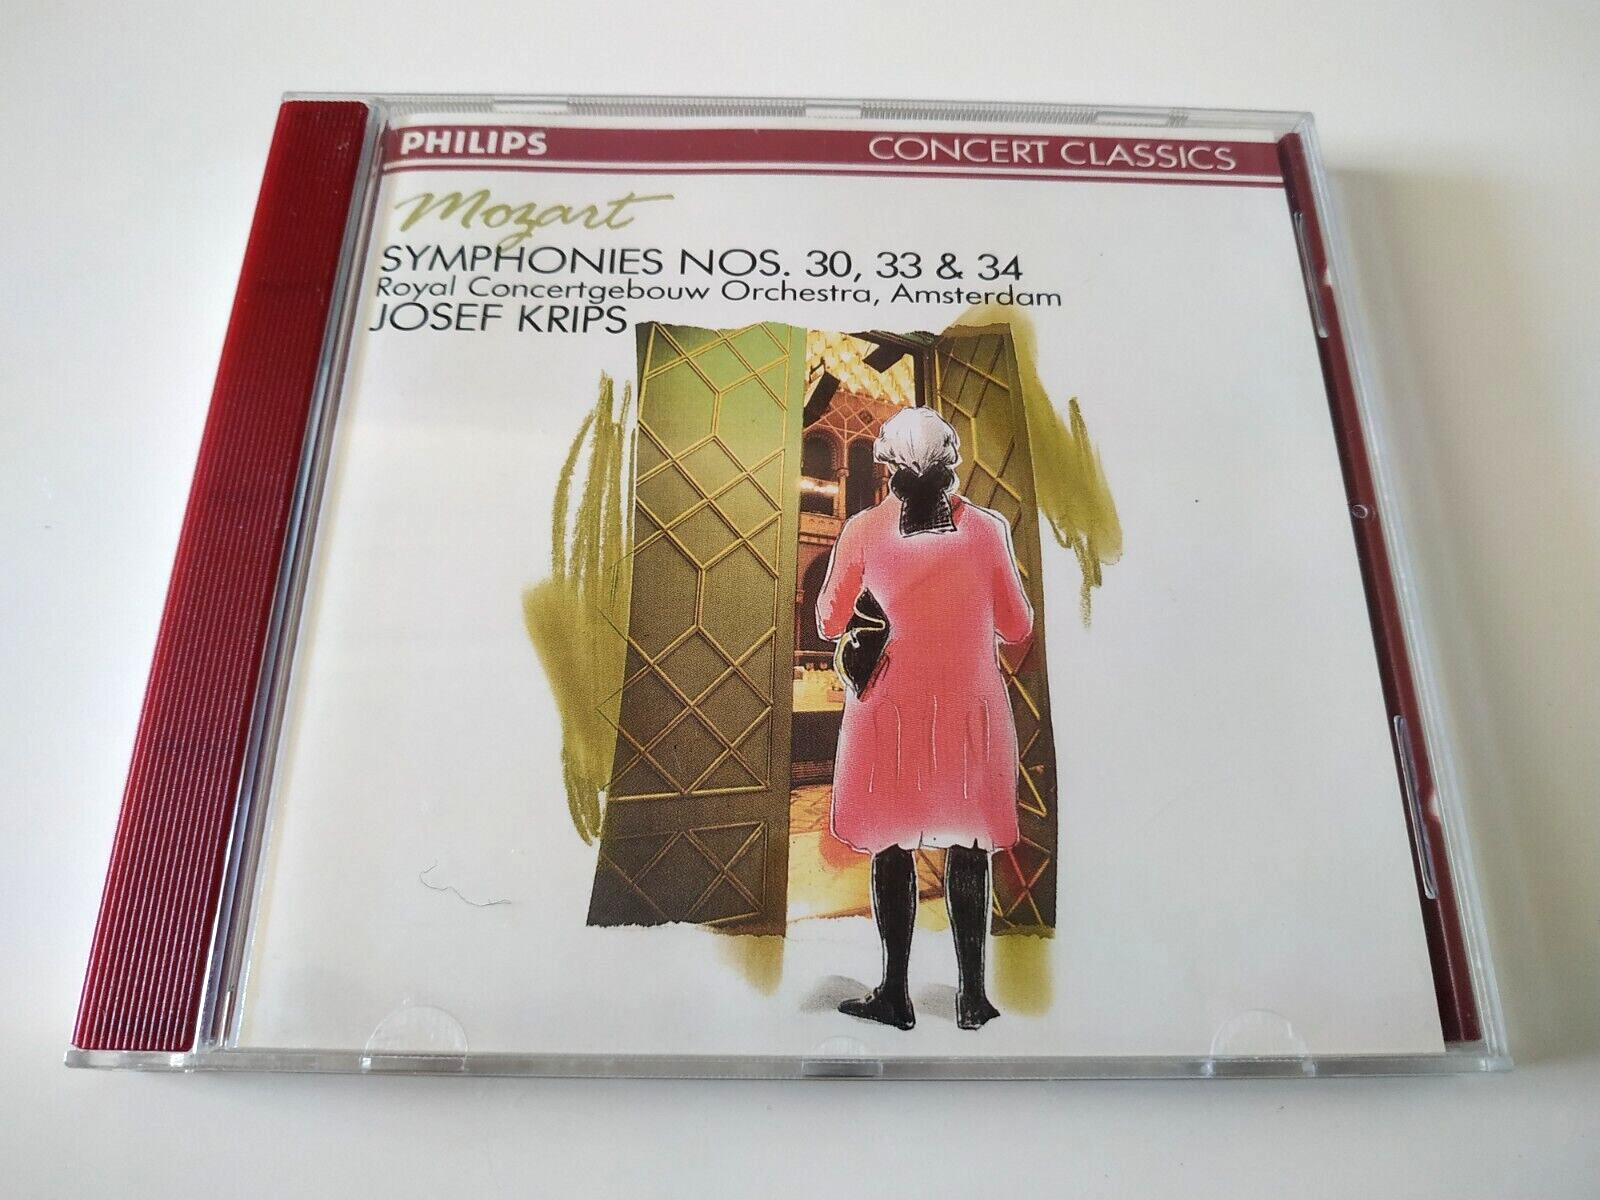 PHILIPS CONCERT CLASSICS
Mozart
SYMPHONIES NOS. 30, 33 & 34
Royal Concertgebouw Orchestra, Amsterdam
JOSEF KRIPS